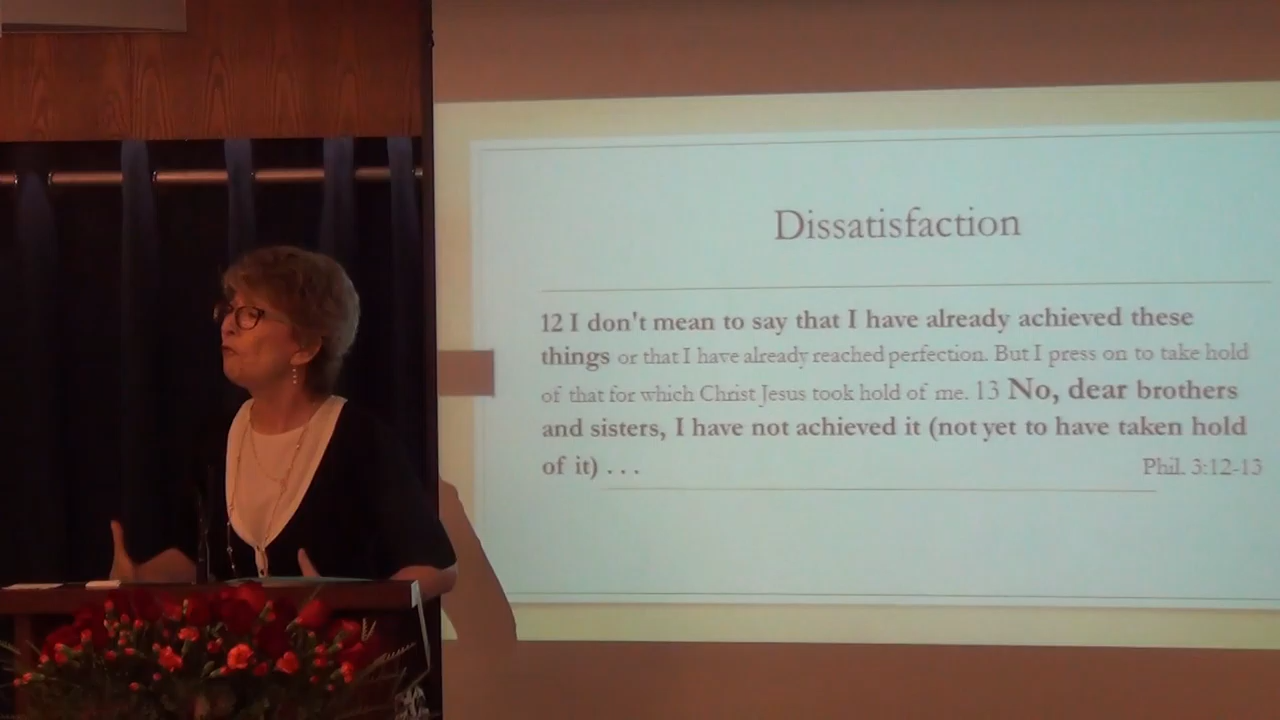 Dissatisfaction
12 I don't mean to say that I have already achieved these
things or that I have already reached perfection. But I press on to take hold
of that for which Christ Jesus took hold of me. 13 No, dear brothers
and sisters, I have not achieved it (not yet to have taken hold
of it) . . . Phil. 3:12-13